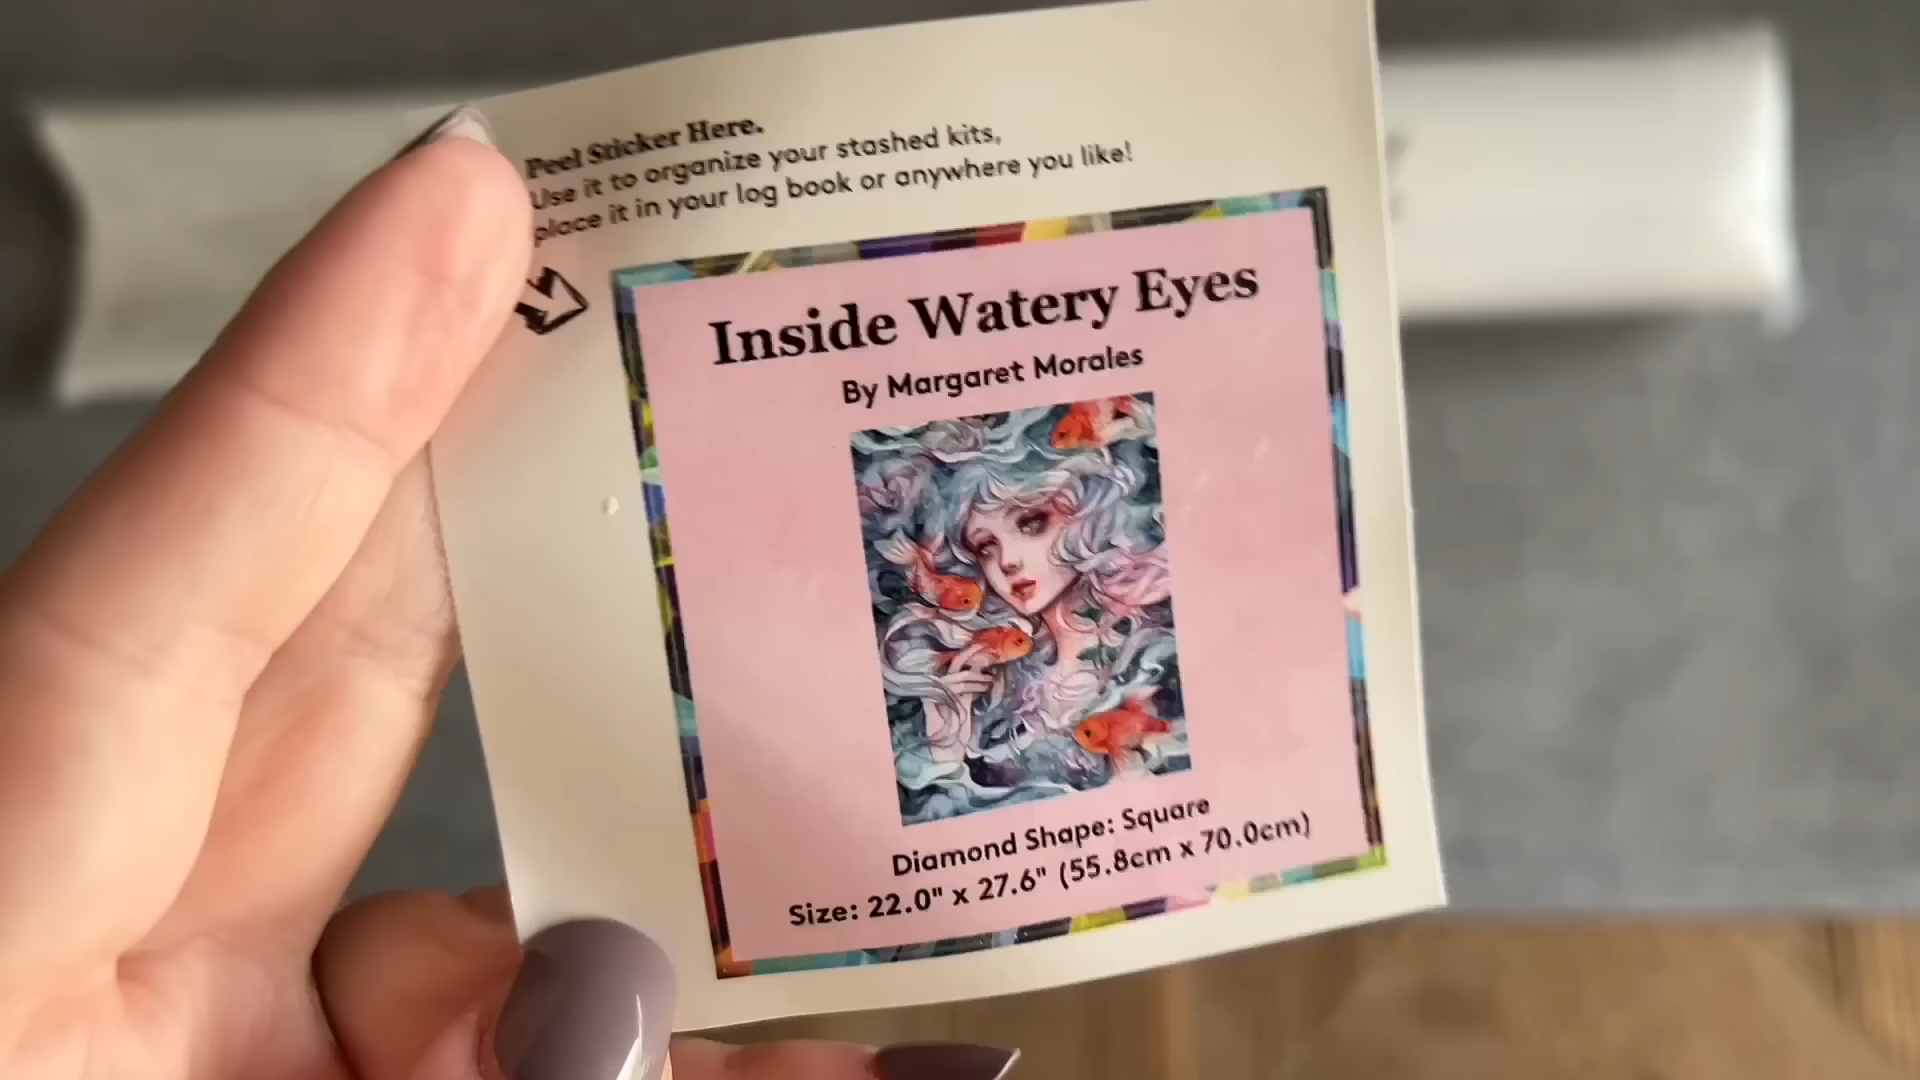 Peel Sticker Here.
Use it to organize your stashed kits,
place it in your log book or anywhere you like!
Inside Watery Eyes
By Margaret Morales
Diamond Shape: Square
Size: 22.0" x 27.6" (55.8cm x 70.0cm)